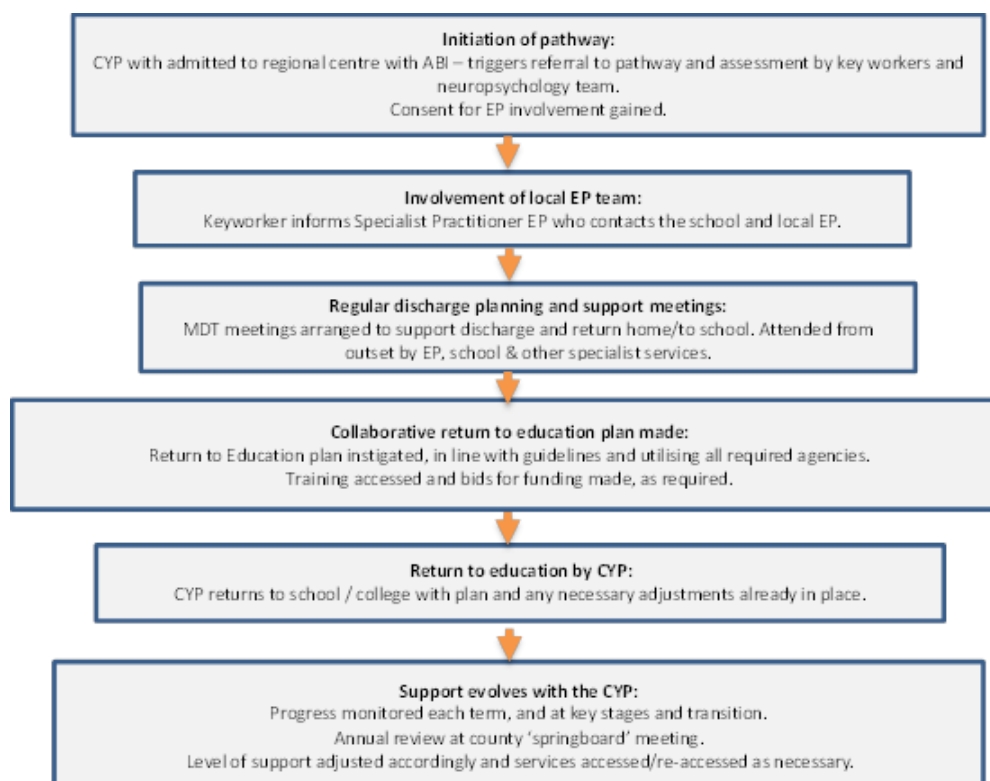 Initiation of pathway:
CYP with admitted to regional centre with ABI – triggers referral to pathway and assessment by key workers and
neuropsychology team.
Consent for EP involvement gained.
Involvement of local EP team:
Keyworker informs Specialist Practitioner EP who contacts the school and local EP.
Regular discharge planning and support meetings:
MDT meetings arranged to support discharge and return home/to school. Attended from
outset by EP, school & other specialist services.
Collaborative return to education plan made:
Return to Education plan instigated, in line with guidelines and utilising all required agencies.
Training accessed and bids for funding made, as required.
Return to education by CYP:
CYP returns to school / college with plan and any necessary adjustments already in place.
Support evolves with the CYP:
Progress monitored each term, and at key stages and transition.
Annual review at county ‘springboard’ meeting.
Level of support adjusted accordingly and services accessed/re-accessed as necessary.